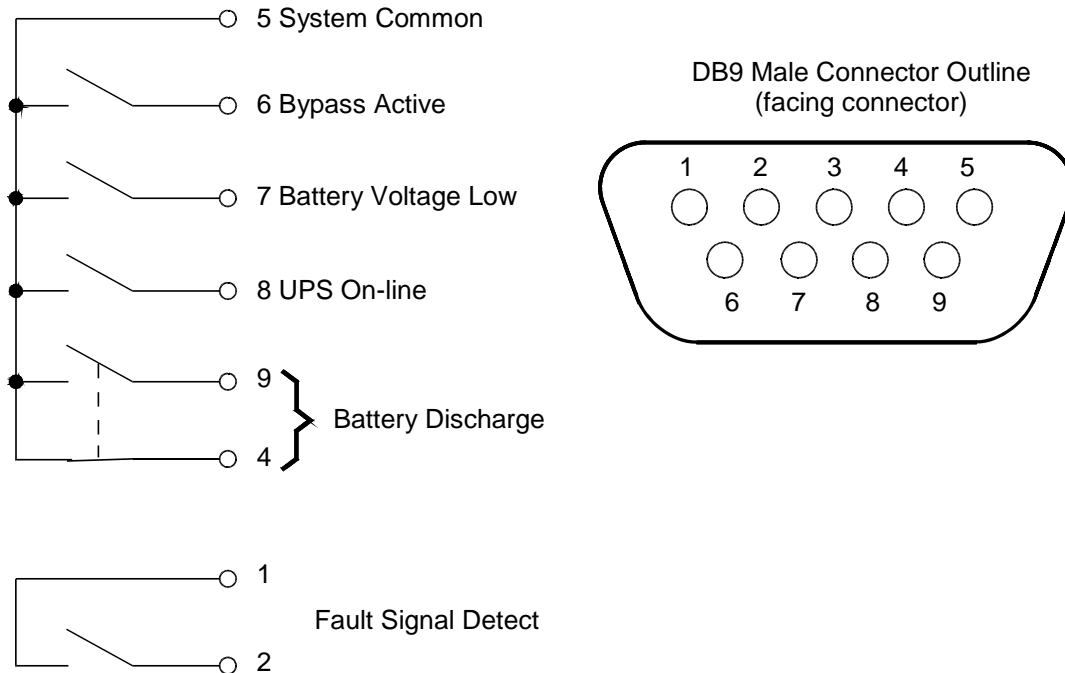 5 System Common
6 Bypass Active
7 Battery Voltage Low
8 UPS On-line
9
Battery Discharge
4
1
Fault Signal Detect
2
DB9 Male Connector Outline
(facing connector)
1 2 3 4 5
6 7 8 9